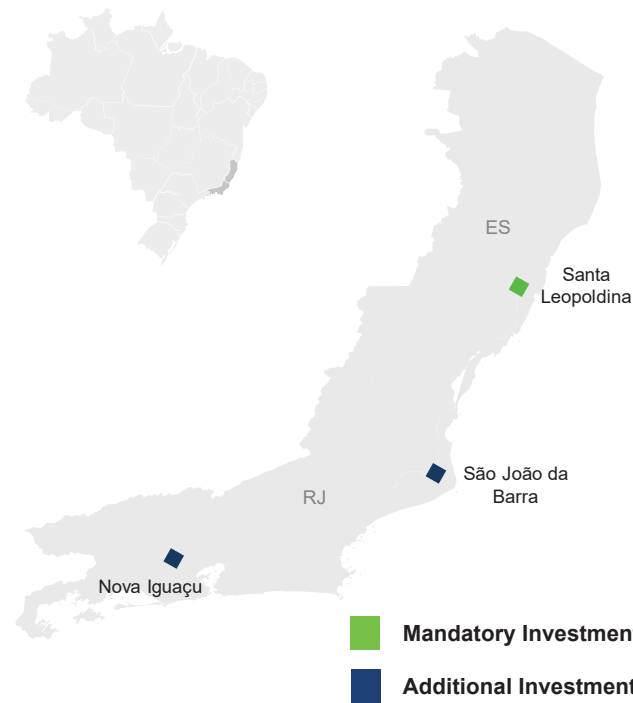 ES
Santa
Leopoldina
São João da
Barra
RJ
Nova Iguaçu
Mandatory Investmen
Additional Investment